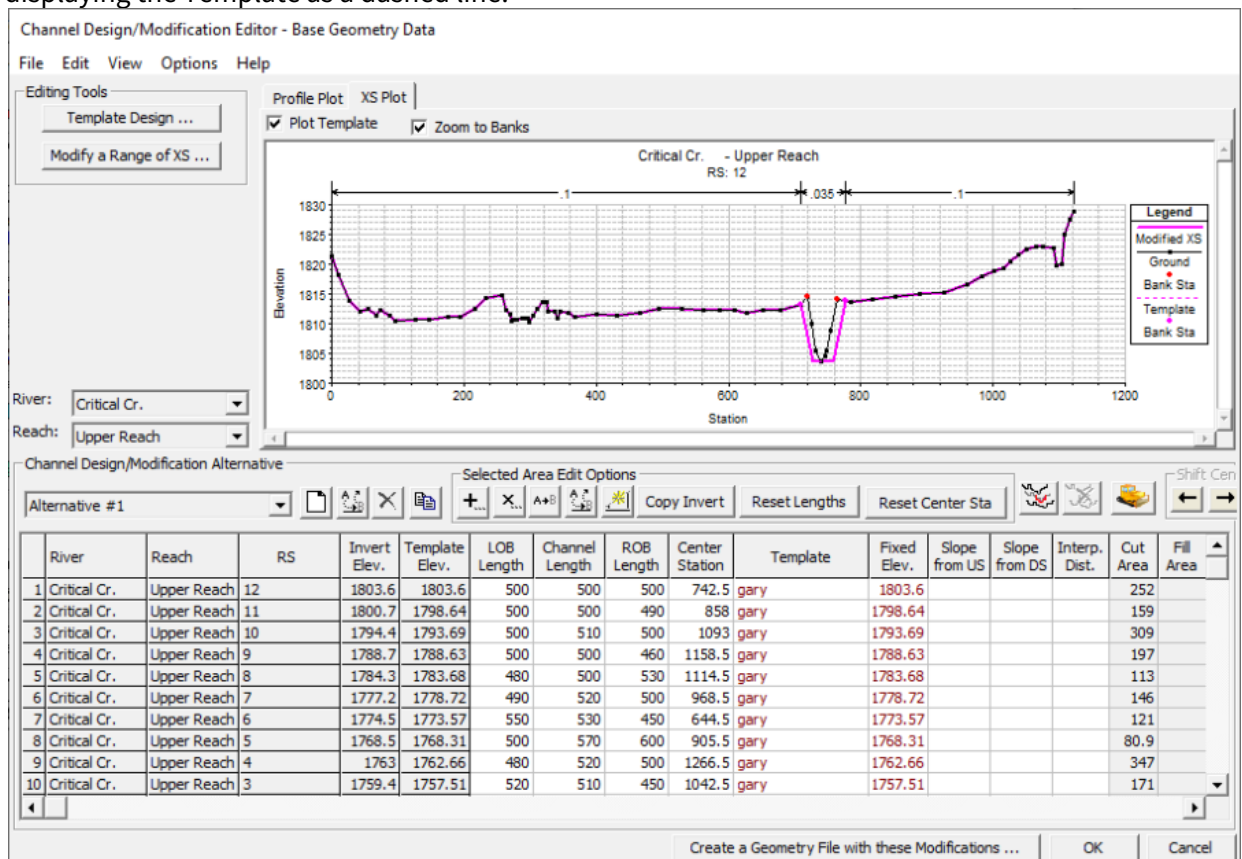 displaying the Template as a dashed line.
Channel Design/Modification Editor - Base Geometry Data
File Edit View Options Help
Editing Tools
Template Design ...
Modify a Range of XS ...
Profile Plot XS Plot
Plot Template Zoom to Banks
Critical Cr. - Upper Reach
RS: 12
.1 .035 .1
1830
1825
1820
1815
1810
1805
1800
Elevation
0 200 400 600 800 1000 1200
Station
Legend
Modified XS
Ground
Bank Sta
Template
Bank Sta
River: Critical Cr.
Reach: Upper Reach
Channel Design/Modification Alternative
Alternative #1
Selected Area Edit Options
+... X... A→B Copy Invert Reset Lengths Reset Center Sta
Shift Cen
River Reach RS Invert Elev. Template Elev. LOB Length Channel Length ROB Length Center Station Template Fixed Elev. Slope from US Slope from DS Interp. Dist. Cut Area Fill Area
1 Critical Cr. Upper Reach 12 1803.6 1803.6 500 500 500 742.5 gary 1803.6 252
2 Critical Cr. Upper Reach 11 1800.7 1798.64 500 500 490 858 gary 1798.64 159
3 Critical Cr. Upper Reach 10 1794.4 1793.69 500 510 500 1093 gary 1793.69 309
4 Critical Cr. Upper Reach 9 1788.7 1788.63 500 500 460 1158.5 gary 1788.63 197
5 Critical Cr. Upper Reach 8 1784.3 1783.68 480 500 530 1114.5 gary 1783.68 113
6 Critical Cr. Upper Reach 7 1777.2 1778.72 490 520 500 968.5 gary 1778.72 146
7 Critical Cr. Upper Reach 6 1774.5 1773.57 550 530 450 644.5 gary 1773.57 121
8 Critical Cr. Upper Reach 5 1768.5 1768.31 500 570 600 905.5 gary 1768.31 80.9
9 Critical Cr. Upper Reach 4 1763 1762.66 480 520 500 1266.5 gary 1762.66 347
10 Critical Cr. Upper Reach 3 1759.4 1757.51 520 510 450 1042.5 gary 1757.51 171
Create a Geometry File with these Modifications ... OK Cancel